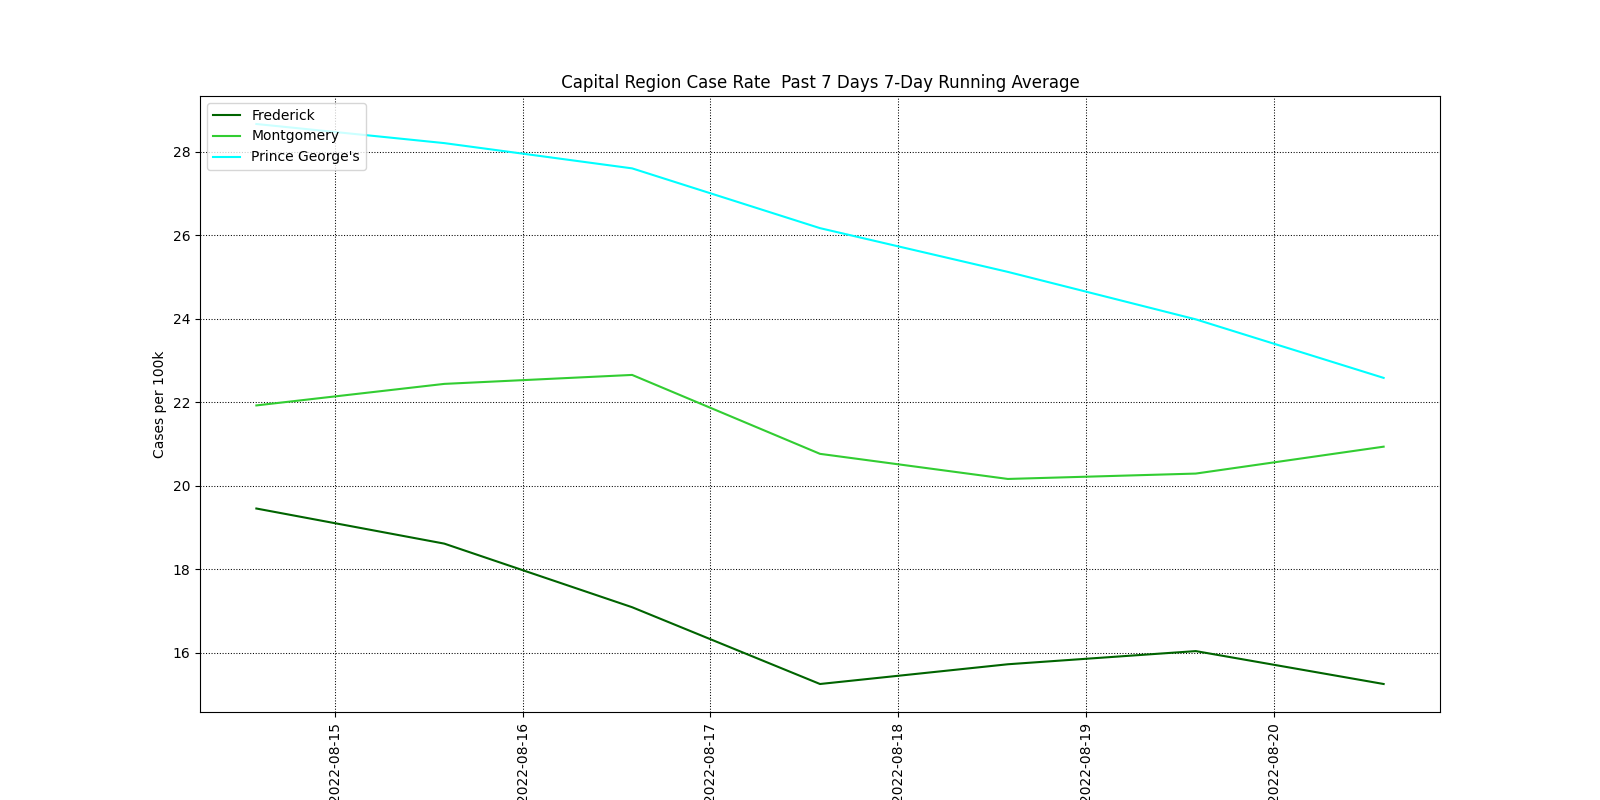 Capital Region Case Rate  Past 7 Days 7-Day Running Average
Frederick
Montgomery
Prince George's
28
26
24
22
20
18
16
Cases per 100k
2022-08-15
2022-08-16
2022-08-17
2022-08-18
2022-08-19
2022-08-20